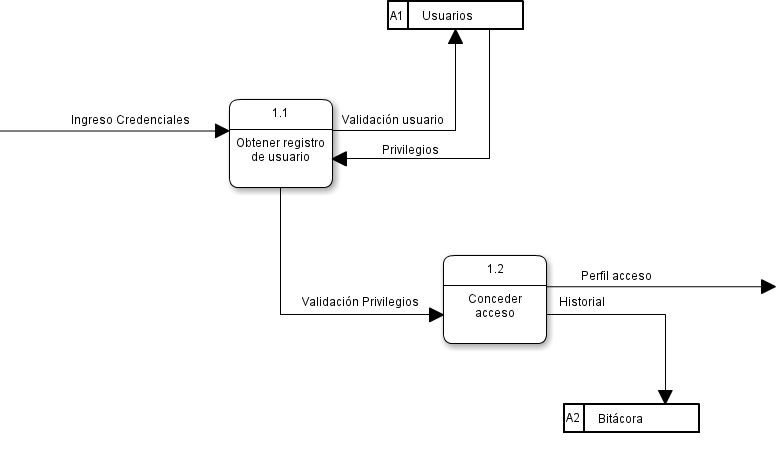 A1 Usuarios
Ingreso Credenciales
1.1
Validación usuario
Obtener registro
de usuario
Privilegios
1.2
Perfil acceso
Conceder
acceso
Validación Privilegios
Historial
A2 Bitácora